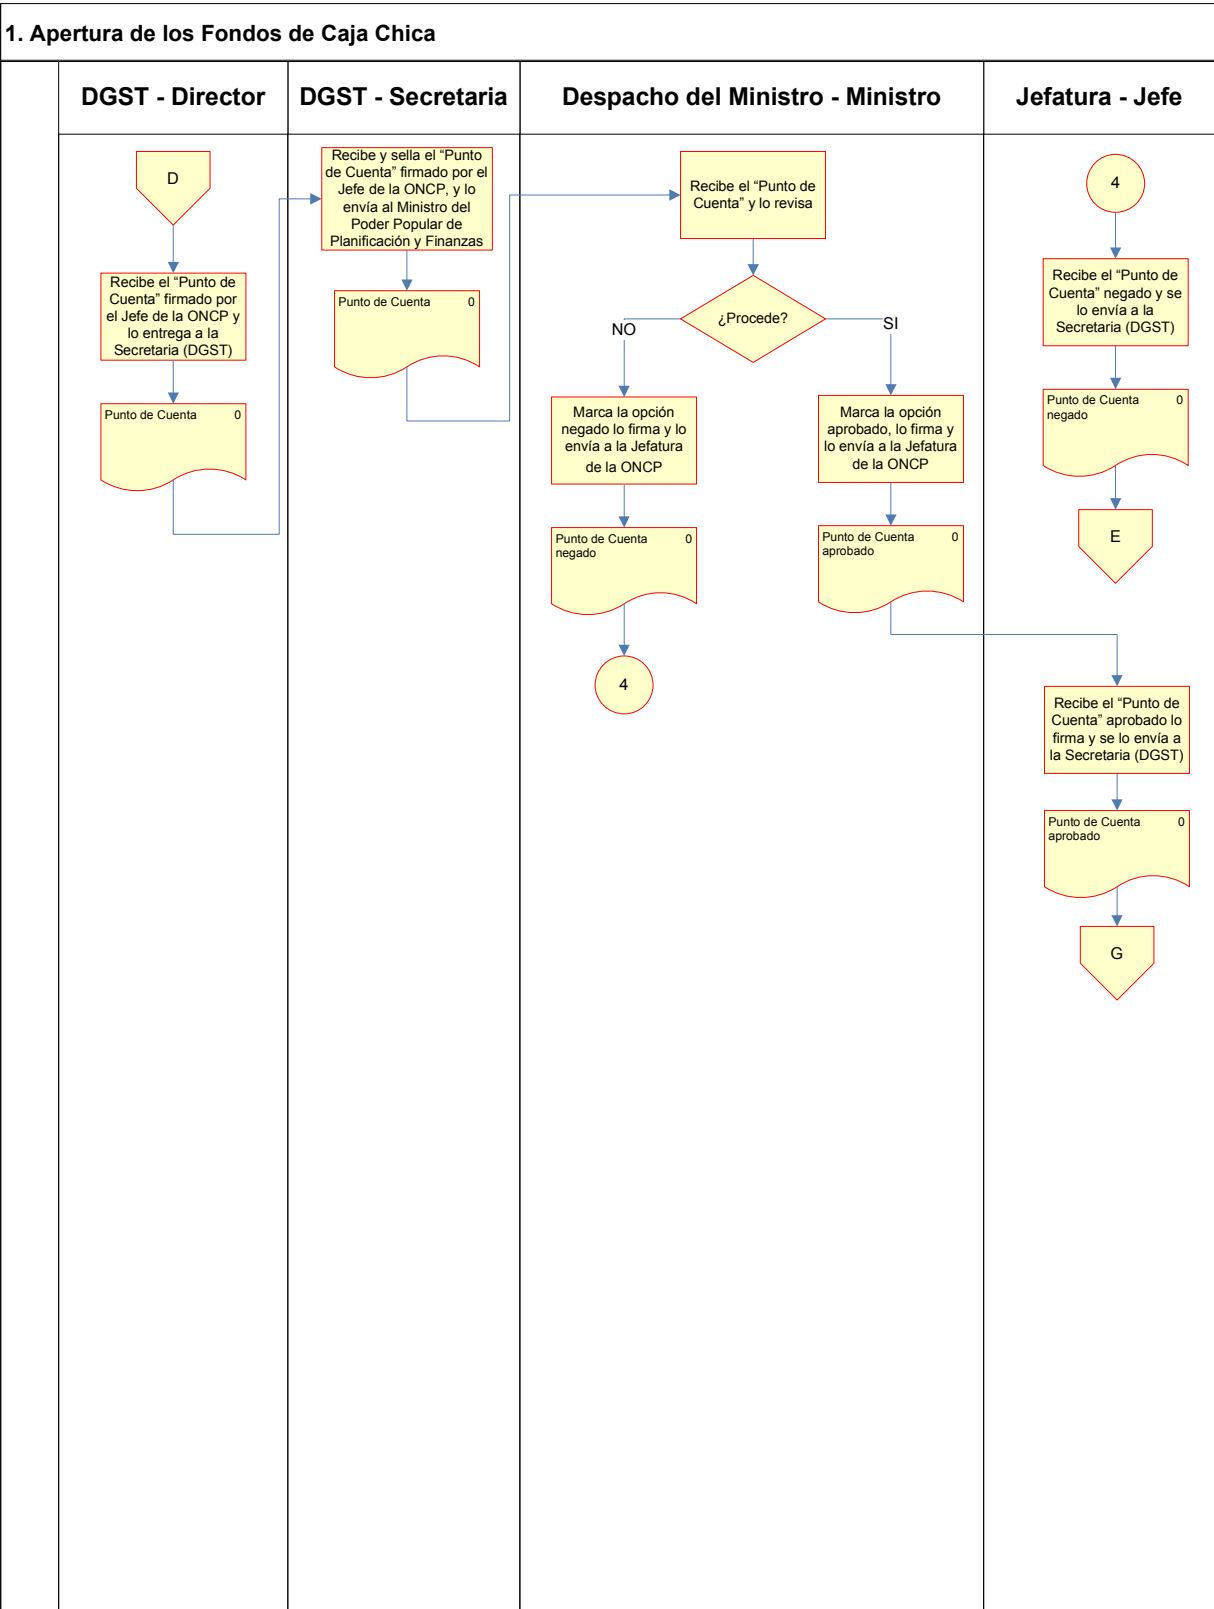 1. Apertura de los Fondos de Caja Chica
DGST - Director
DGST - Secretaria
Despacho del Ministro - Ministro
Jefatura - Jefe
D
Recibe el “Punto de
Cuenta” firmado por
el Jefe de la ONCP y
lo entrega a la
Secretaria (DGST)
Punto de Cuenta 0
Recibe y sella el “Punto
de Cuenta” firmado por el
Jefe de la ONCP, y lo
envía al Ministro del
Poder Popular de
Planificación y Finanzas
Punto de Cuenta 0
Recibe el “Punto de
Cuenta” y lo revisa
¿Procede?
NO
SI
Marca la opción
negado lo firma y lo
envía a la Jefatura
de la ONCP
Punto de Cuenta 0
negado
4
Marca la opción
aprobado, lo firma y
lo envía a la Jefatura
de la ONCP
Punto de Cuenta 0
aprobado
4
Recibe el “Punto de
Cuenta” negado y se
lo envía a la
Secretaria (DGST)
Punto de Cuenta 0
negado
E
Recibe el “Punto de
Cuenta” aprobado lo
firma y se lo envía a
la Secretaria (DGST)
Punto de Cuenta 0
aprobado
G